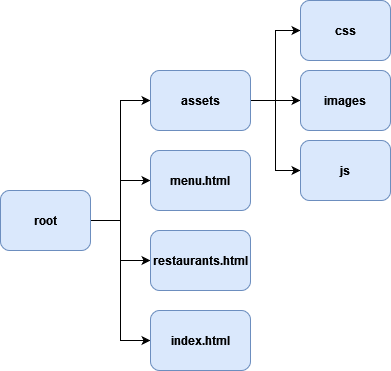 css
assets
images
js
menu.html
root
restaurants.html
index.html